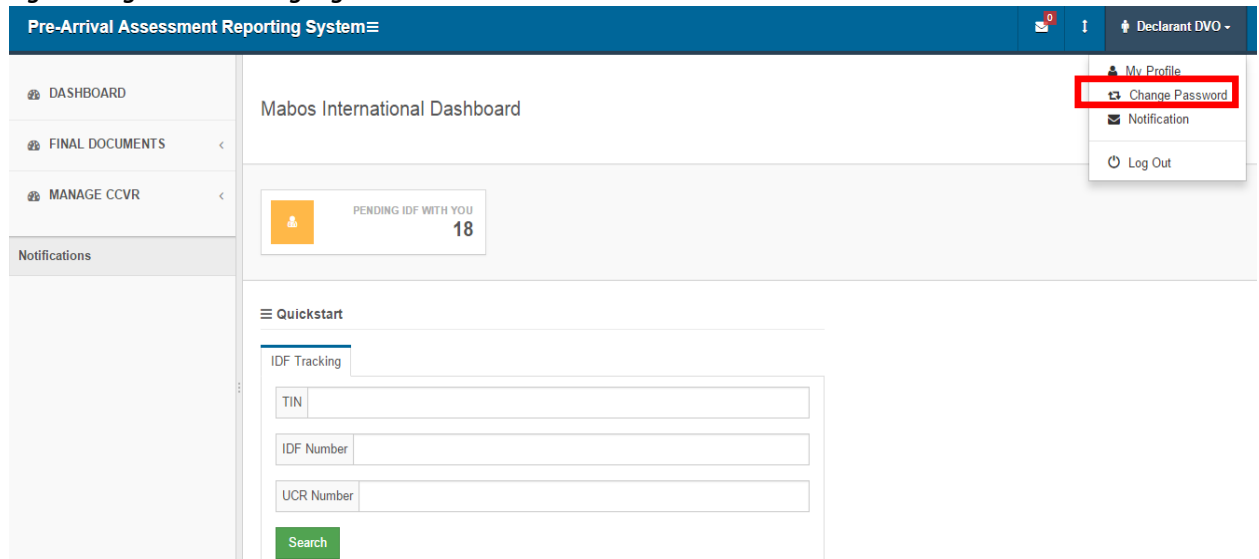 Pre-Arrival Assessment Reporting System
0
Declarant DVO
My Profile
Change Password
Notification
Log Out
DASHBOARD
FINAL DOCUMENTS
MANAGE CCVR
Notifications
Mabos International Dashboard
PENDING IDF WITH YOU
18
Quickstart
IDF Tracking
TIN
IDF Number
UCR Number
Search